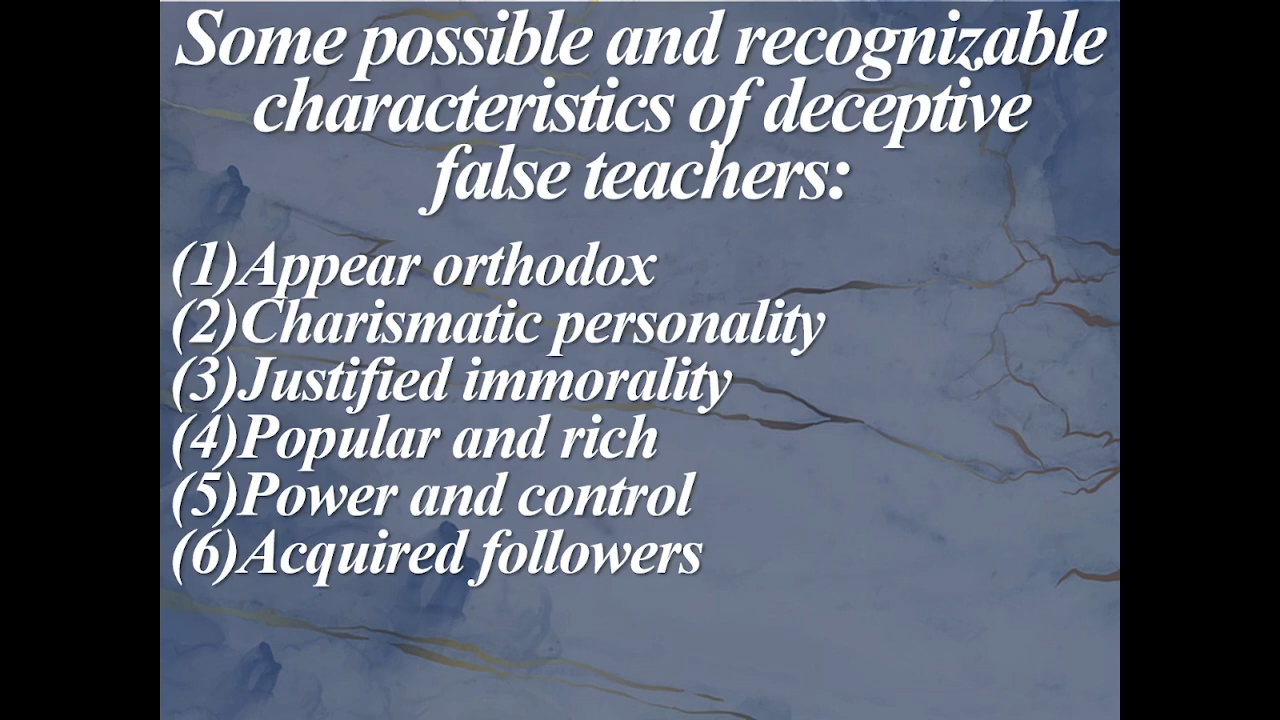 Some possible and recognizable
characteristics of deceptive
false teachers:
(1)Appear orthodox
(2)Charismatic personality
(3)Justified immorality
(4)Popular and rich
(5)Power and control
(6)Acquired followers